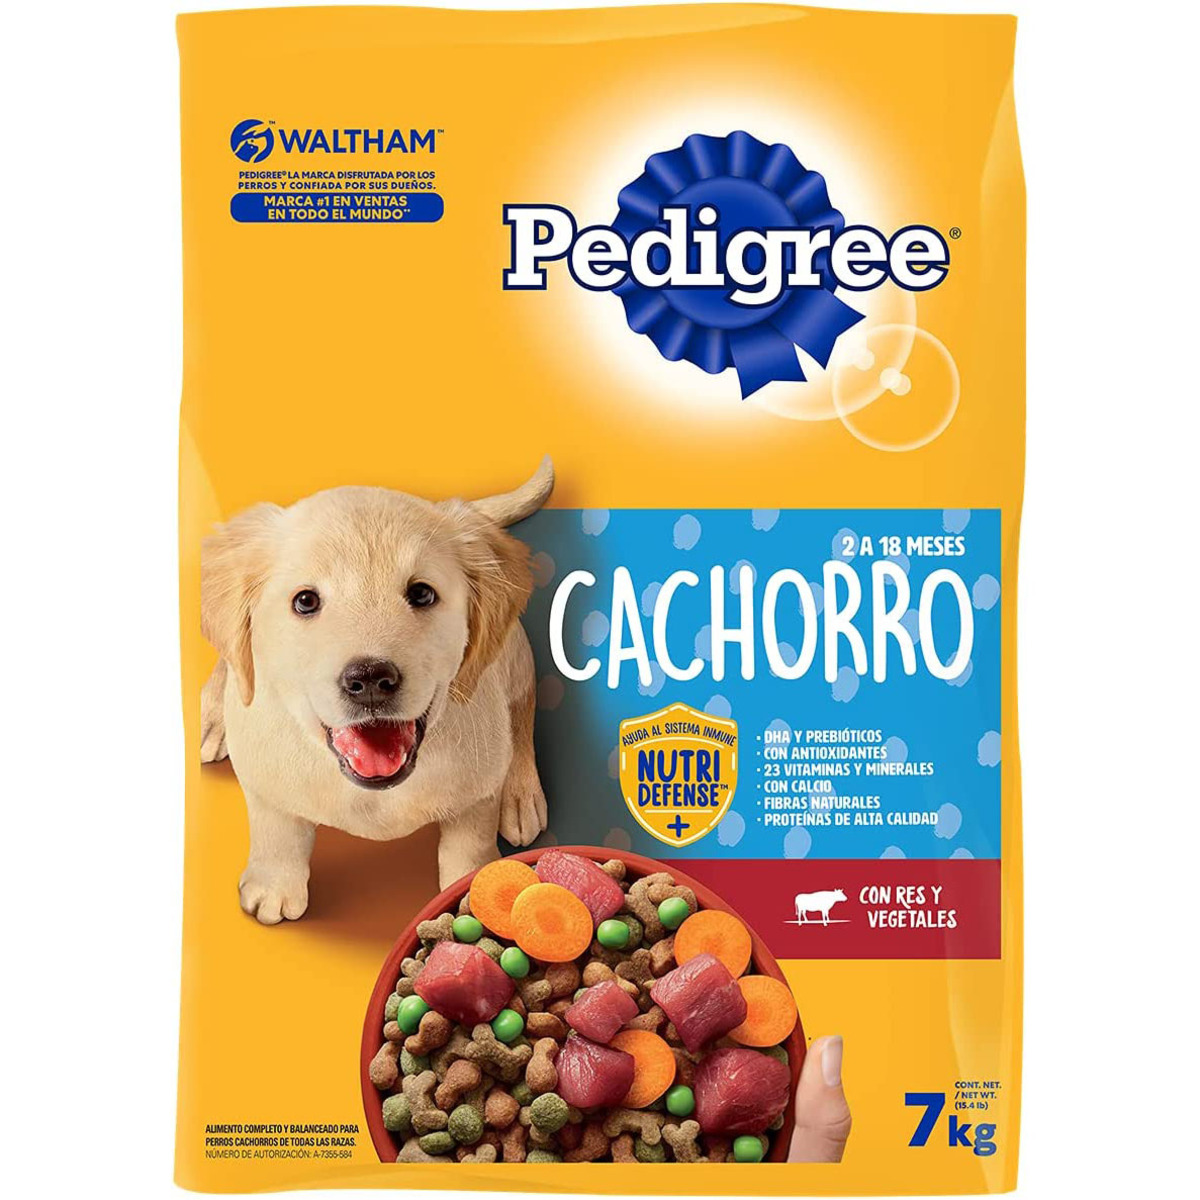 WALTHAM™
PEDIGREE® LA MARCA DISFRUTADA POR LOS
PERROS Y CONFIADA POR SUS DUEÑOS.
MARCA #1 EN VENTAS
EN TODO EL MUNDO**
Pedigree®
2 A 18 MESES
CACHORRO
AYUDA AL SISTEMA INMUNE
NUTRI
DEFENSE™
+
· DHA Y PREBIÓTICOS
· CON ANTIOXIDANTES
· 23 VITAMINAS Y MINERALES
· CON CALCIO
· FIBRAS NATURALES
· PROTEÍNAS DE ALTA CALIDAD
CON RES Y
VEGETALES
ALIMENTO COMPLETO Y BALANCEADO PARA
PERROS CACHORROS DE TODAS LAS RAZAS.
NÚMERO DE AUTORIZACIÓN: A-7355-584
7kg
CONT. NET.
/ NET WT.
(15.4 lb)